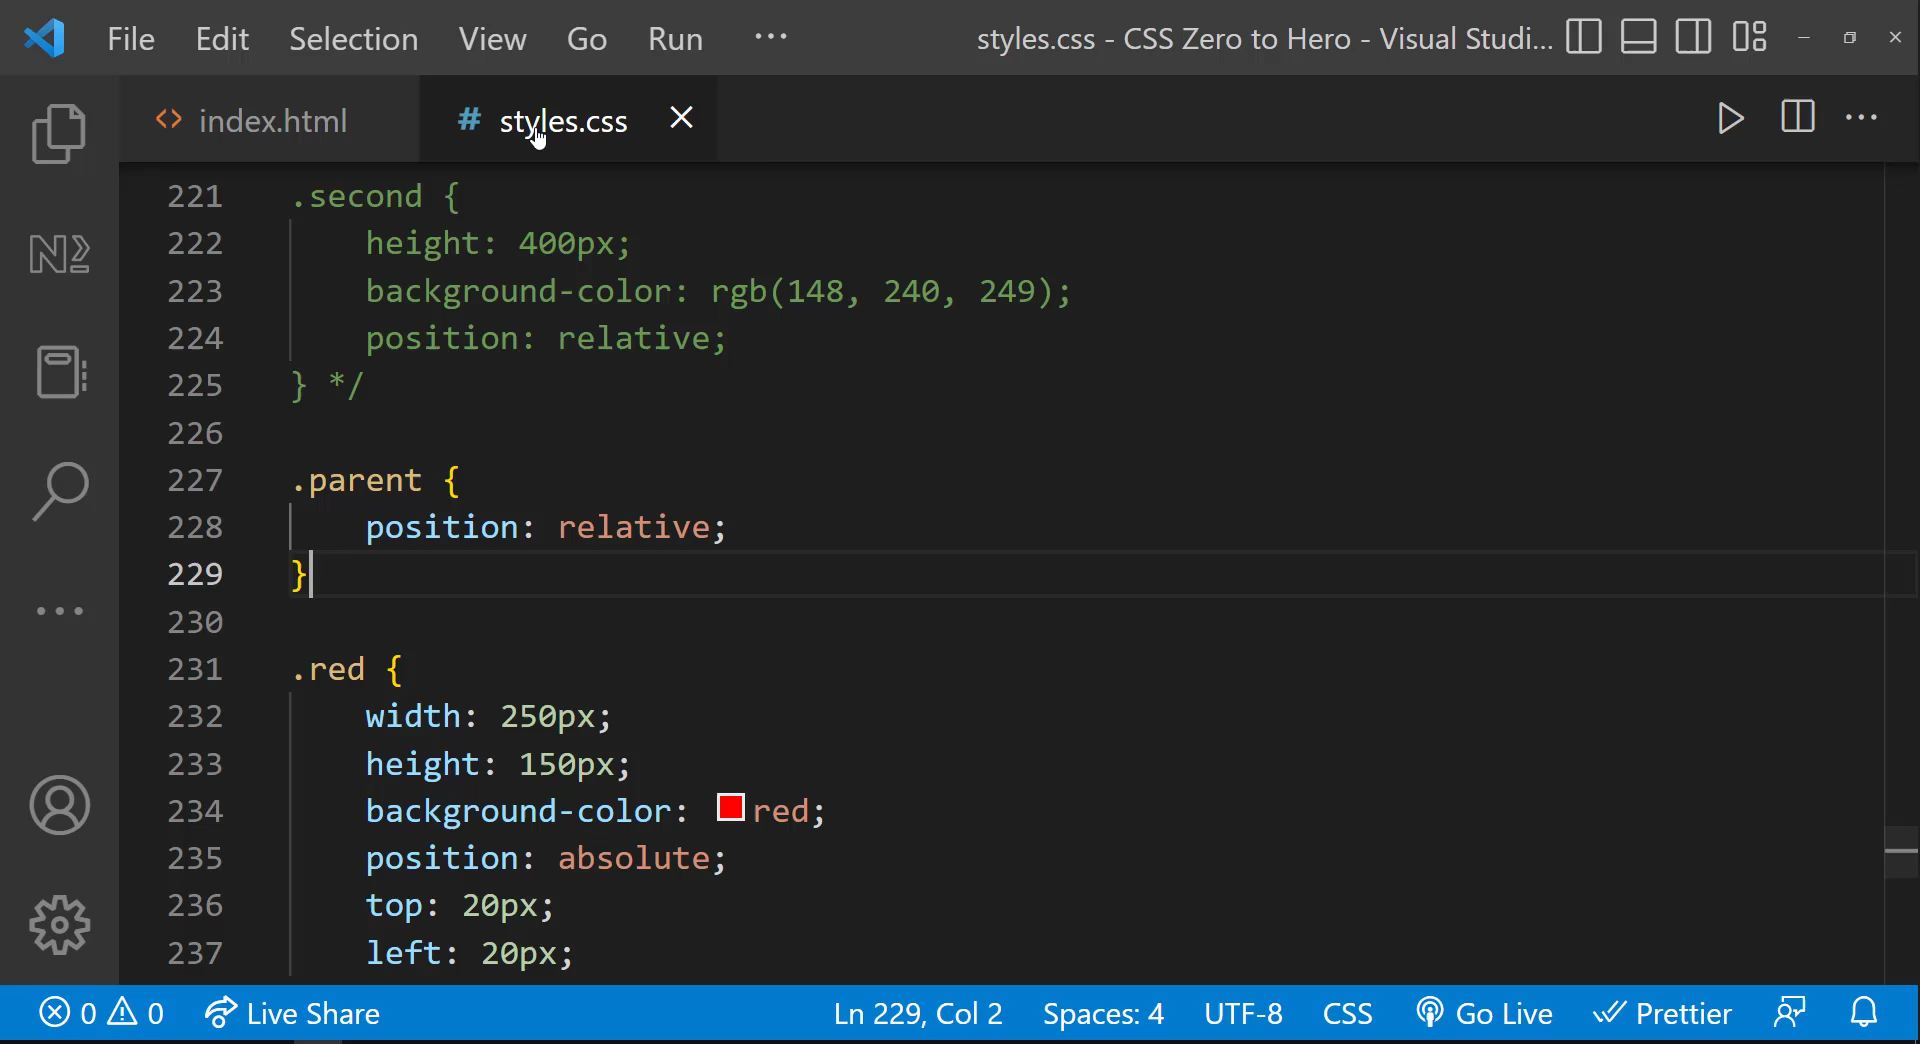 File Edit Selection View Go Run ··· styles.css - CSS Zero to Hero - Visual Studi...
<> index.html # styles.css
221 .second {
222 height: 400px;
223 background-color: rgb(148, 240, 249);
224 position: relative;
225 } */
226
227 .parent {
228 position: relative;
229 }
230
231 .red {
232 width: 250px;
233 height: 150px;
234 background-color: red;
235 position: absolute;
236 top: 20px;
237 left: 20px;
0 0 Live Share Ln 229, Col 2 Spaces: 4 UTF-8 CSS Go Live Prettier